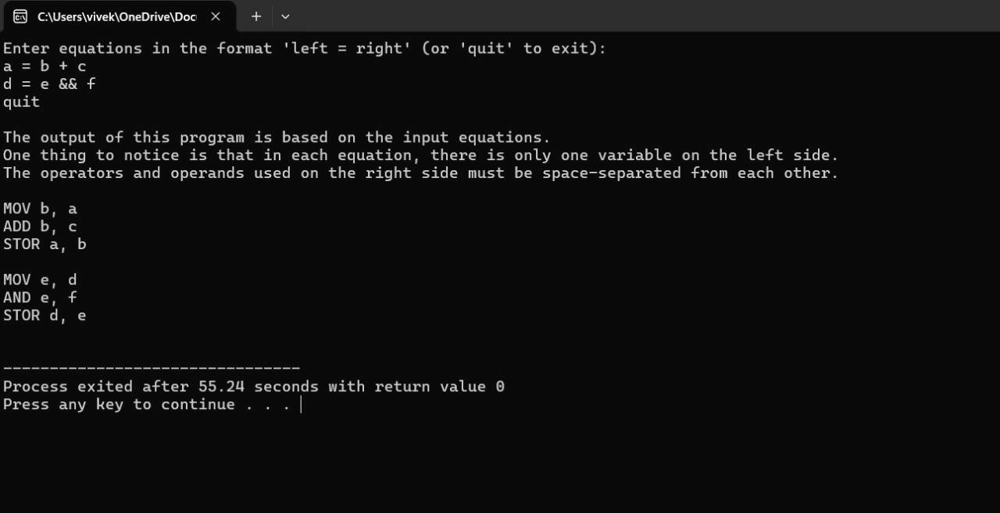 C:\Users\vivek\OneDrive\Doc
Enter equations in the format 'left = right' (or 'quit' to exit):
a = b + c
d = e && f
quit
The output of this program is based on the input equations.
One thing to notice is that in each equation, there is only one variable on the left side.
The operators and operands used on the right side must be space-separated from each other.
MOV b, a
ADD b, c
STOR a, b
MOV e, d
AND e, f
STOR d, e
--------------------------------
Process exited after 55.24 seconds with return value 0
Press any key to continue . . .